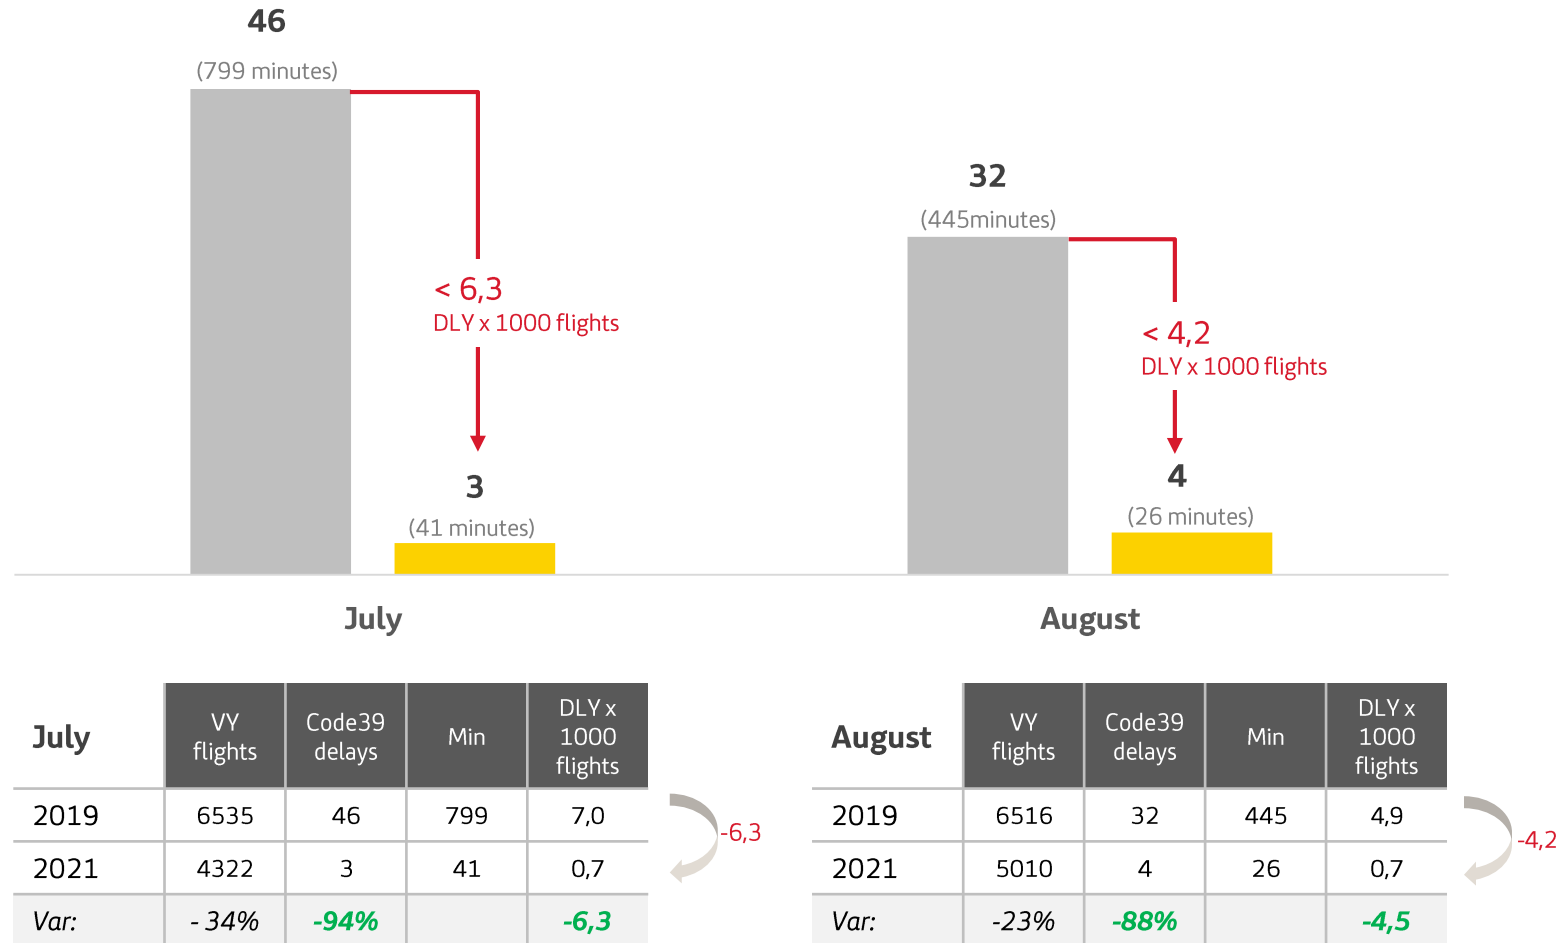 46
(799 minutes)
< 6,3
DLY x 1000 flights
3
(41 minutes)
32
(445minutes)
< 4,2
DLY x 1000 flights
4
(26 minutes)
July
August
July VY flights Code39 delays Min DLY x 1000 flights
2019 6535 46 799 7,0
2021 4322 3 41 0,7
Var: - 34% -94% -6,3
-6,3
August VY flights Code39 delays Min DLY x 1000 flights
2019 6516 32 445 4,9
2021 5010 4 26 0,7
Var: -23% -88% -4,5
-4,2